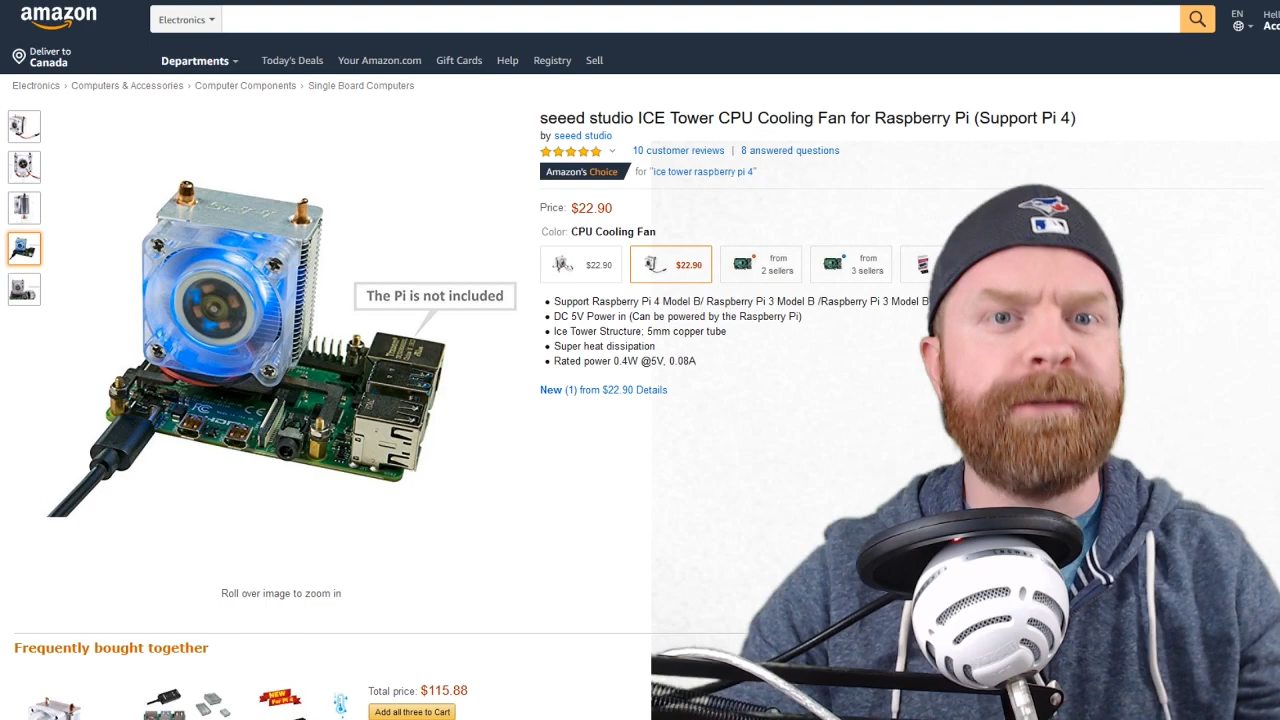 amazon
Electronics
EN
Deliver to
Canada
Departments
Today's Deals
Your Amazon.com
Gift Cards
Help
Registry
Sell
Electronics › Computers & Accessories › Computer Components › Single Board Computers
seeed studio ICE Tower CPU Cooling Fan for Raspberry Pi (Support Pi 4)
by seeed studio
10 customer reviews | 8 answered questions
Amazon's Choice for "ice tower raspberry pi 4"
Price: $22.90
Color: CPU Cooling Fan
$22.90
$22.90
from
2 sellers
from
3 sellers
The Pi is not included
• Support Raspberry Pi 4 Model B/ Raspberry Pi 3 Model B /Raspberry Pi 3 Model B
• DC 5V Power in (Can be powered by the Raspberry Pi)
• Ice Tower Structure; 5mm copper tube
• Super heat dissipation
• Rated power 0.4W @5V, 0.08A
New (1) from $22.90 Details
HDMI
Roll over image to zoom in
Frequently bought together
NEW
For Pi 4
Total price: $115.88
Add all three to Cart